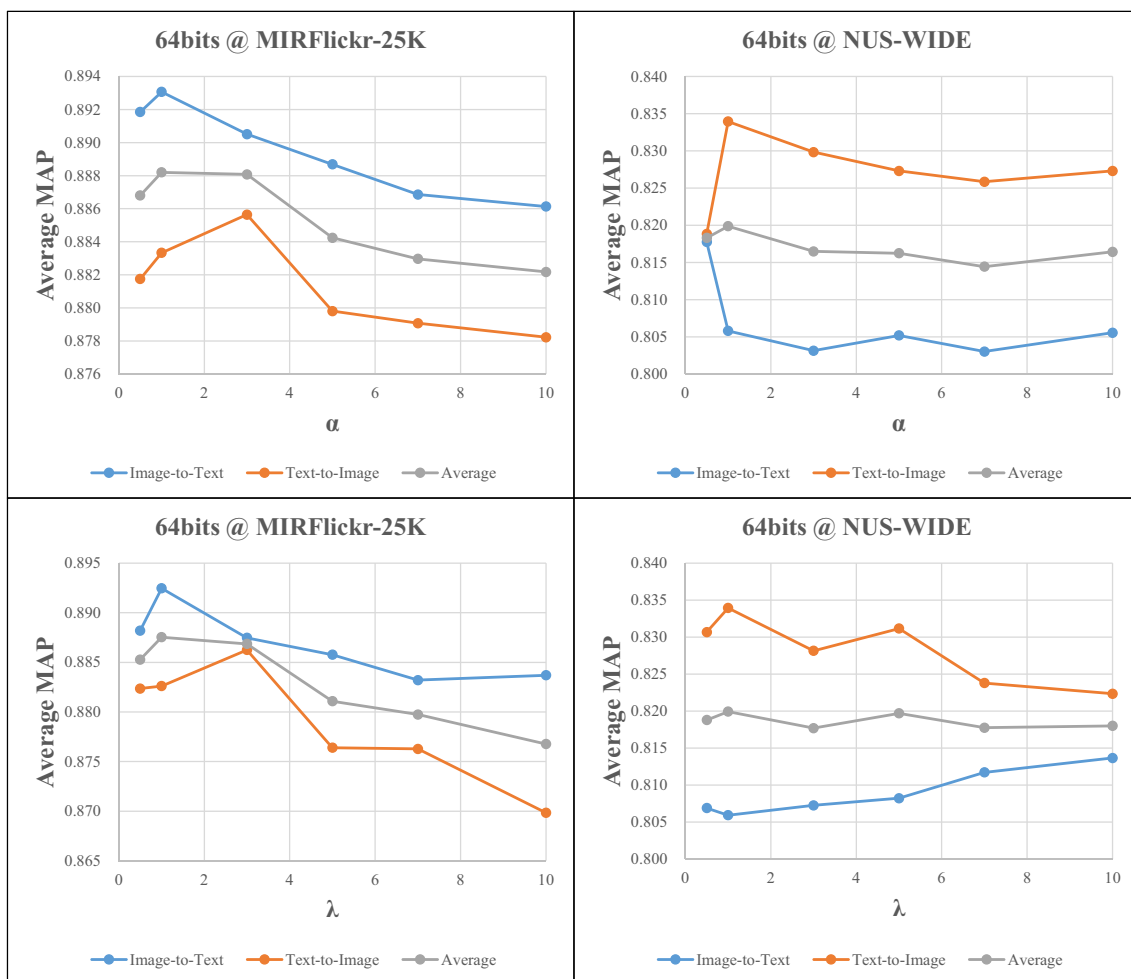 64bits @ MIRFlickr-25K
Average MAP
0.894
0.892
0.890
0.888
0.886
0.884
0.882
0.880
0.878
0.876
0 2 4 6 8 10
α
Image-to-Text Text-to-Image Average
64bits @ NUS-WIDE
Average MAP
0.840
0.835
0.830
0.825
0.820
0.815
0.810
0.805
0.800
0 2 4 6 8 10
α
Image-to-Text Text-to-Image Average
64bits @ MIRFlickr-25K
Average MAP
0.895
0.890
0.885
0.880
0.875
0.870
0.865
0 2 4 6 8 10
λ
Image-to-Text Text-to-Image Average
64bits @ NUS-WIDE
Average MAP
0.840
0.835
0.830
0.825
0.820
0.815
0.810
0.805
0.800
0 2 4 6 8 10
λ
Image-to-Text Text-to-Image Average